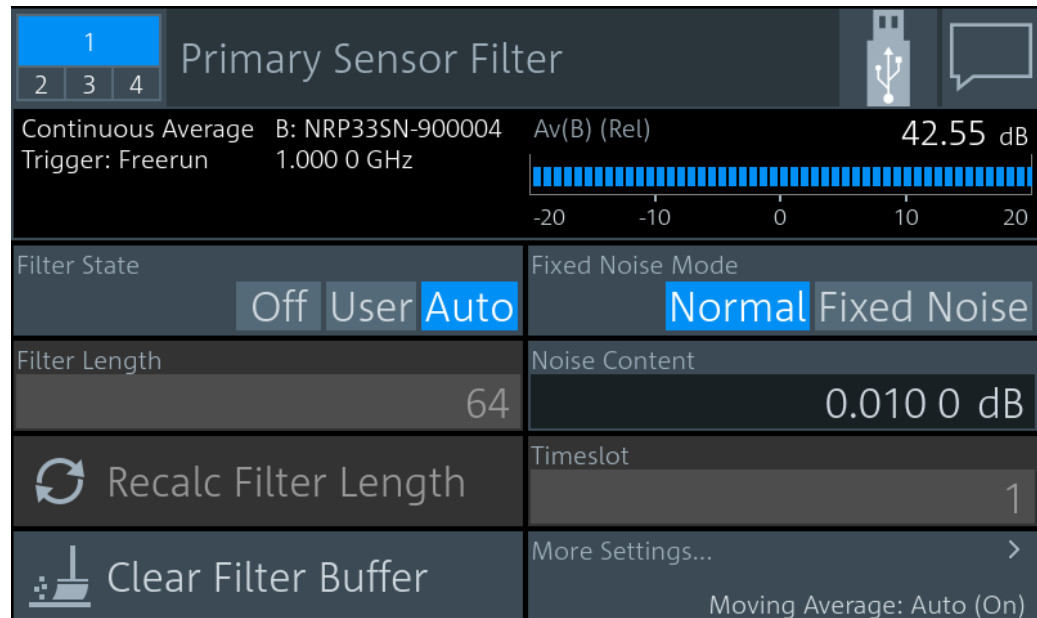 1
2 3 4
Primary Sensor Filter
Continuous Average B: NRP33SN-900004
Trigger: Freerun 1.000 0 GHz
Av(B) (Rel) 42.55 dB
-20 -10 0 10 20
Filter State
Off User Auto
Fixed Noise Mode
Normal Fixed Noise
Filter Length
64
Noise Content
0.010 0 dB
Recalc Filter Length
Timeslot
1
Clear Filter Buffer
More Settings... >
Moving Average: Auto (On)